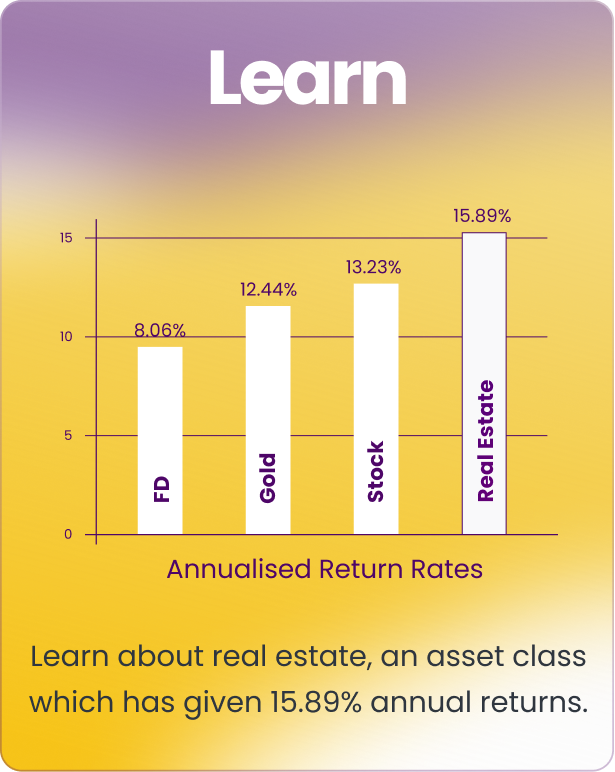 Learn
15.89%
15
13.23%
12.44%
8.06%
10
5
0
FD
Gold
Stock
Real Estate
Annualised Return Rates
Learn about real estate, an asset class
which has given 15.89% annual returns.